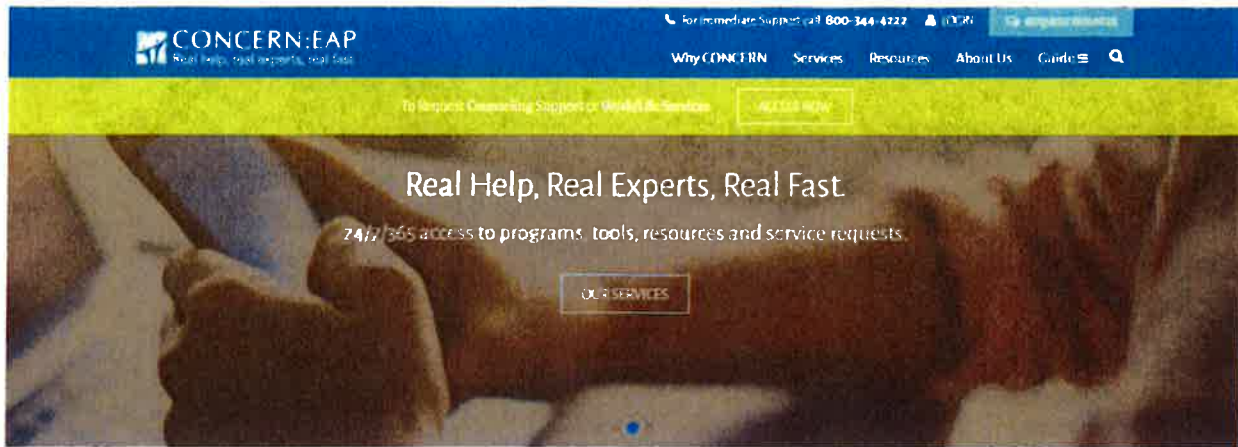 For Immediate Support call 800-344-4222 LOGIN
CONCERN:EAP
Real help, real experts, real fast.
Why CONCERN Services Resources About Us Guide
To Request Counseling Support or Work/Life Services ACCESS NOW
Real Help, Real Experts, Real Fast.
24/7/365 access to programs, tools, resources and service requests.
OUR SERVICES